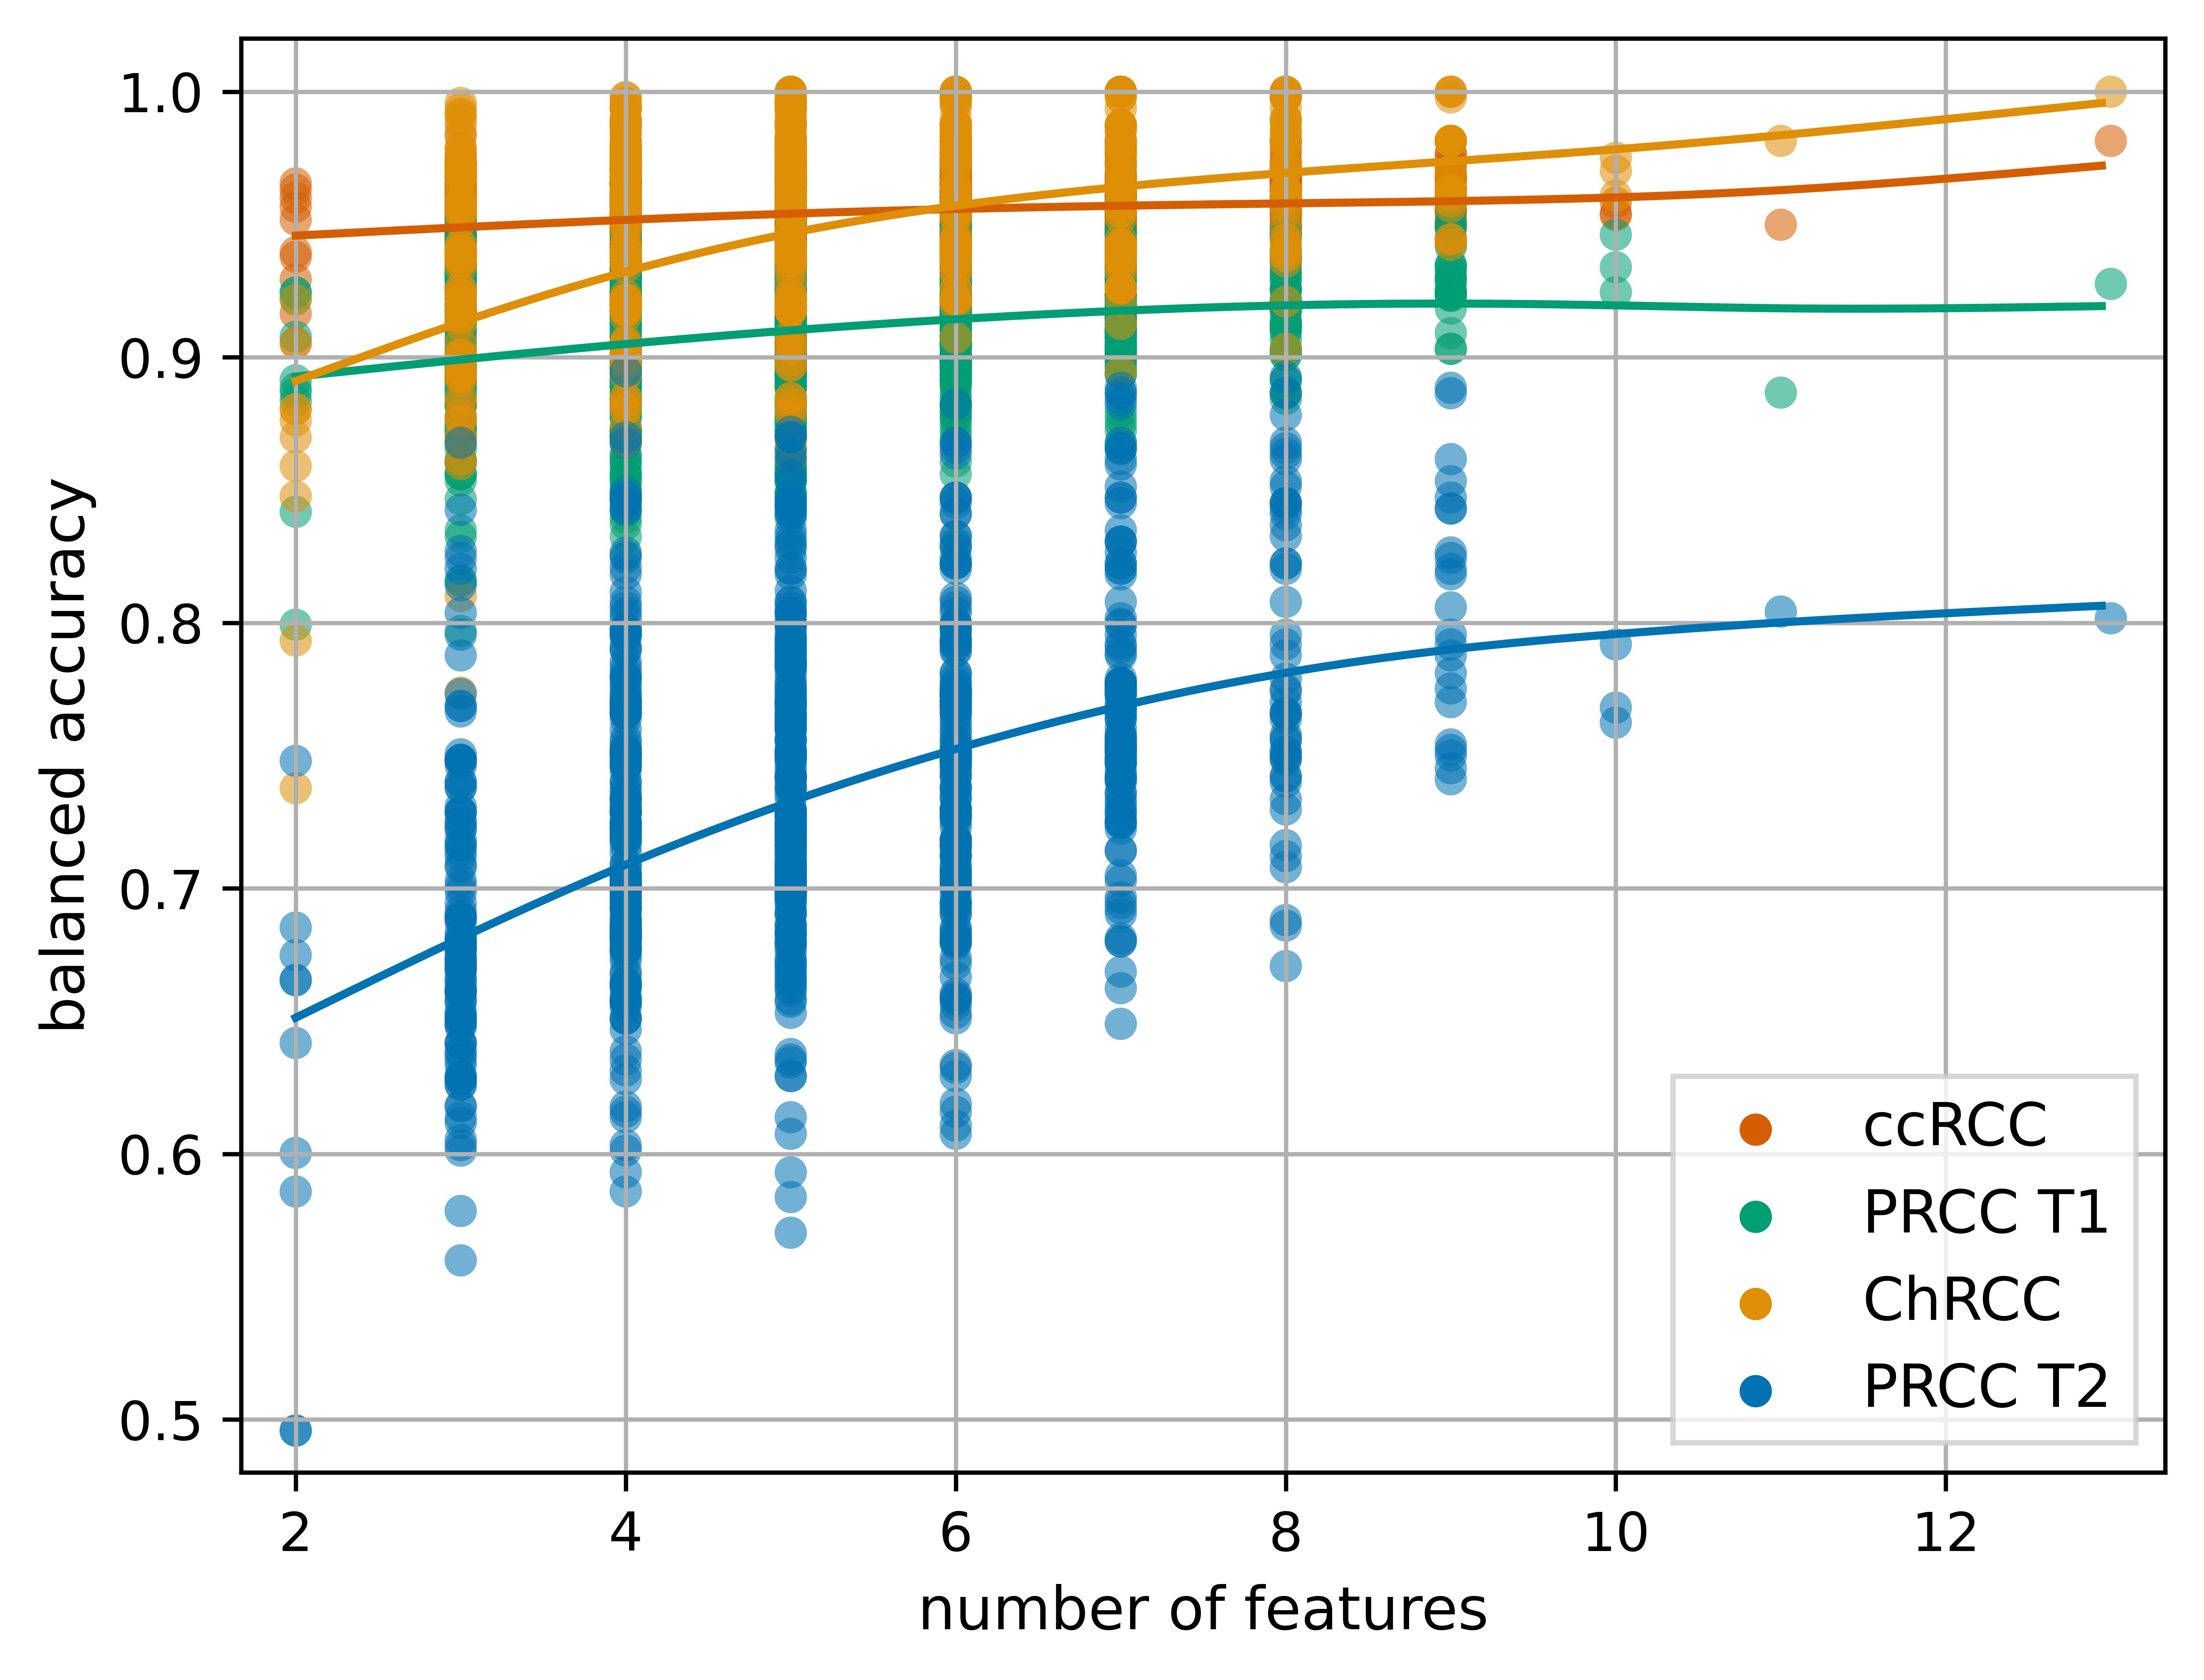 balanced accuracy
1.0
0.9
0.8
0.7
0.6
0.5
2 4 6 8 10 12
number of features
ccRCC
PRCC T1
ChRCC
PRCC T2